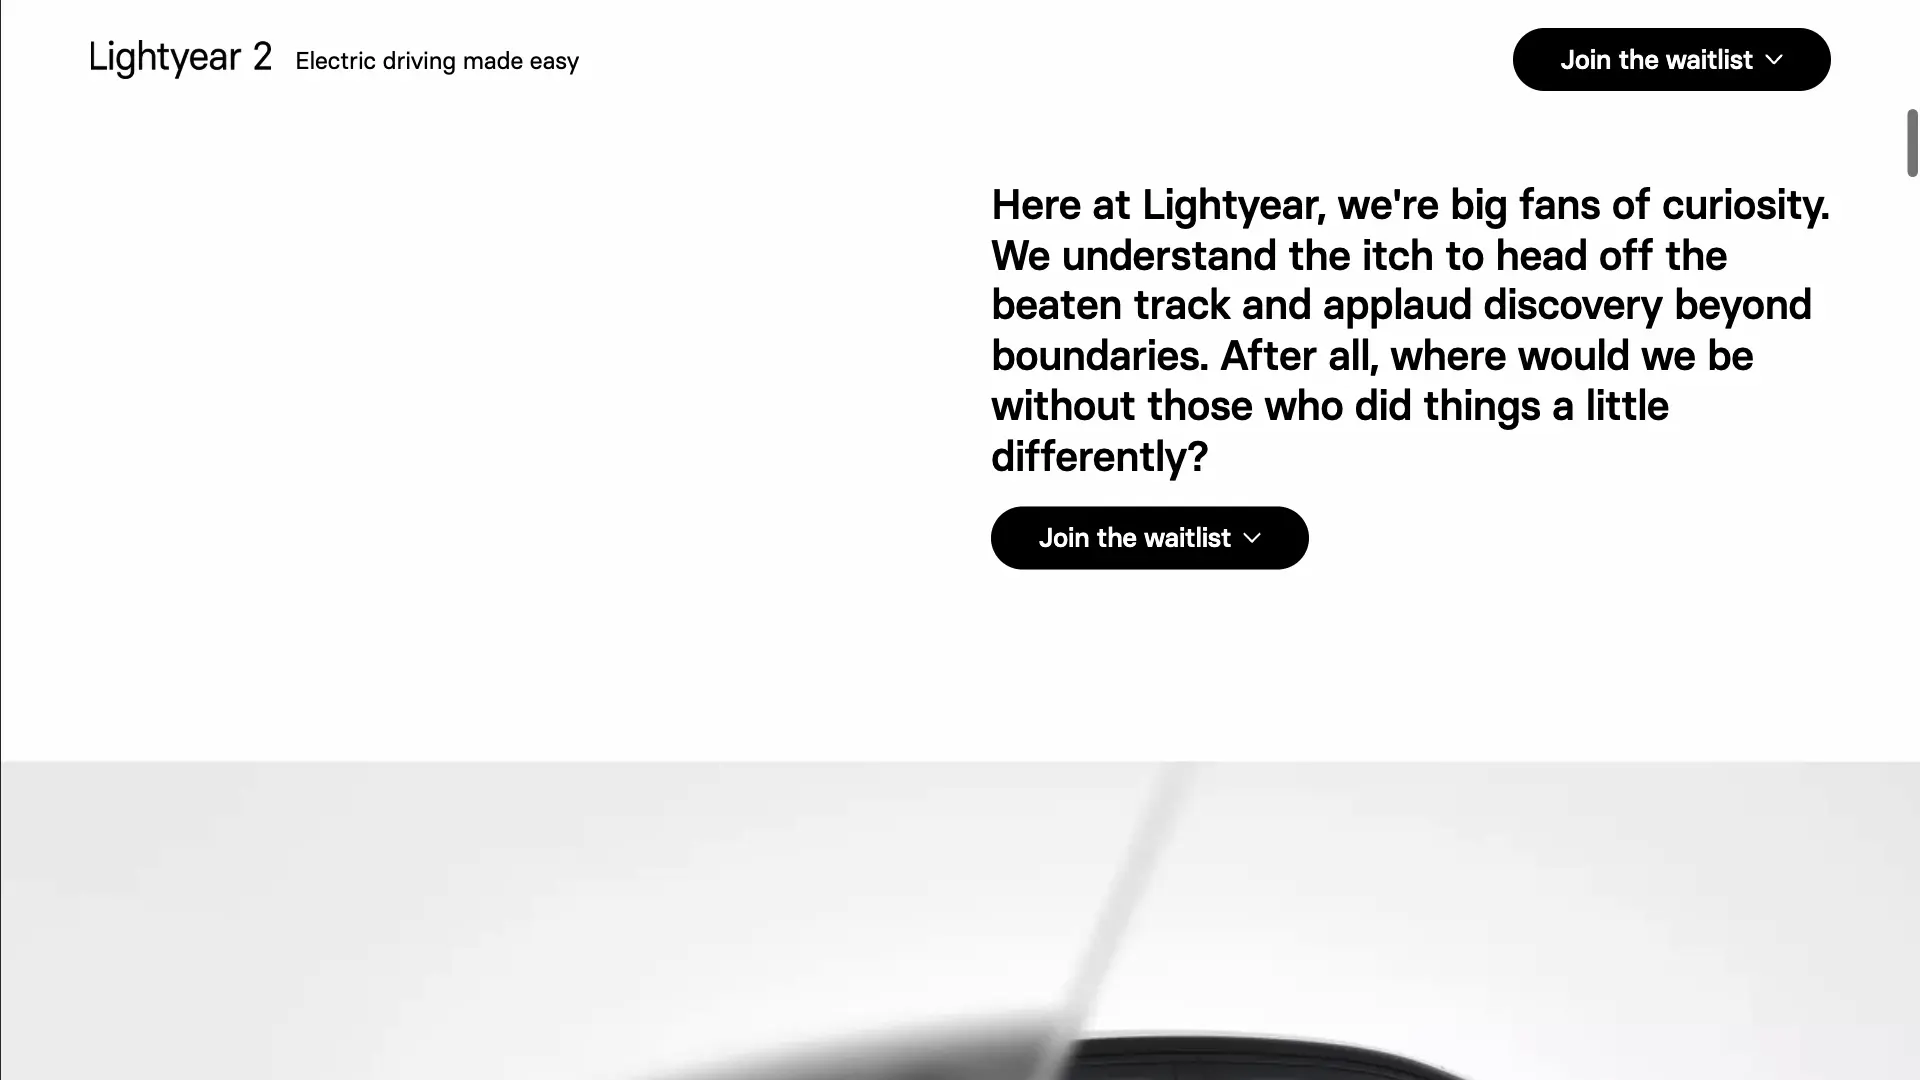 Lightyear 2 Electric driving made easy
Join the waitlist
Here at Lightyear, we're big fans of curiosity.
We understand the itch to head off the
beaten track and applaud discovery beyond
boundaries. After all, where would we be
without those who did things a little
differently?
Join the waitlist